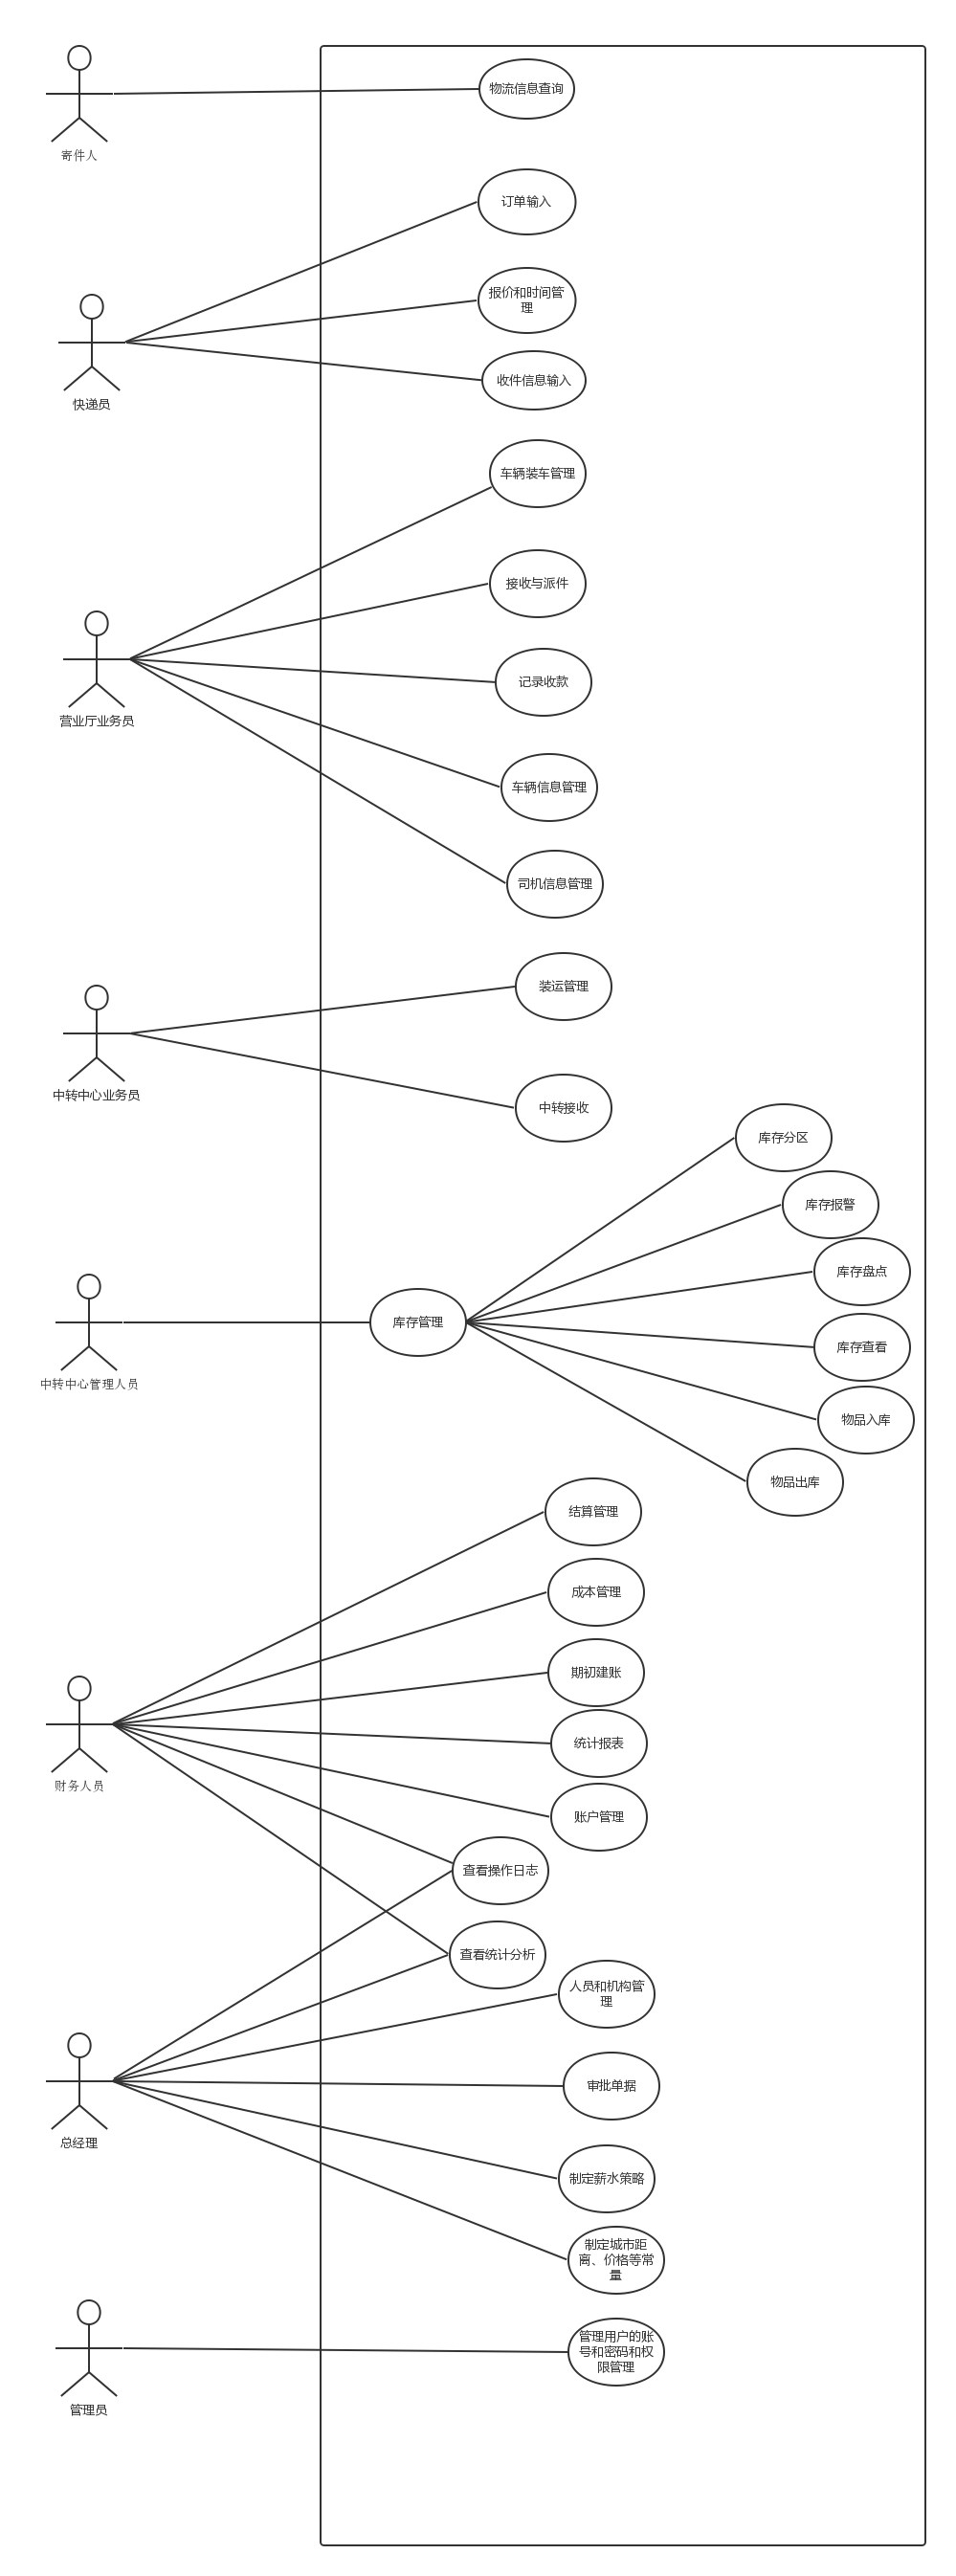 物流信息查询
寄件人
订单输入
报价和时间管
理
收件信息输入
快递员
车辆装车管理
接收与派件
记录收款
营业厅业务员
车辆信息管理
司机信息管理
装运管理
中转中心业务员
中转接收
库存分区
库存报警
库存盘点
库存管理
库存查看
中转中心管理人员
物品入库
物品出库
结算管理
成本管理
期初建账
统计报表
财务人员
账户管理
查看操作日志
查看统计分析
人员和机构管
理
审批单据
总经理
制定薪水策略
制定城市距
离、价格等常
量
管理用户的账
号和密码和权
限管理
管理员